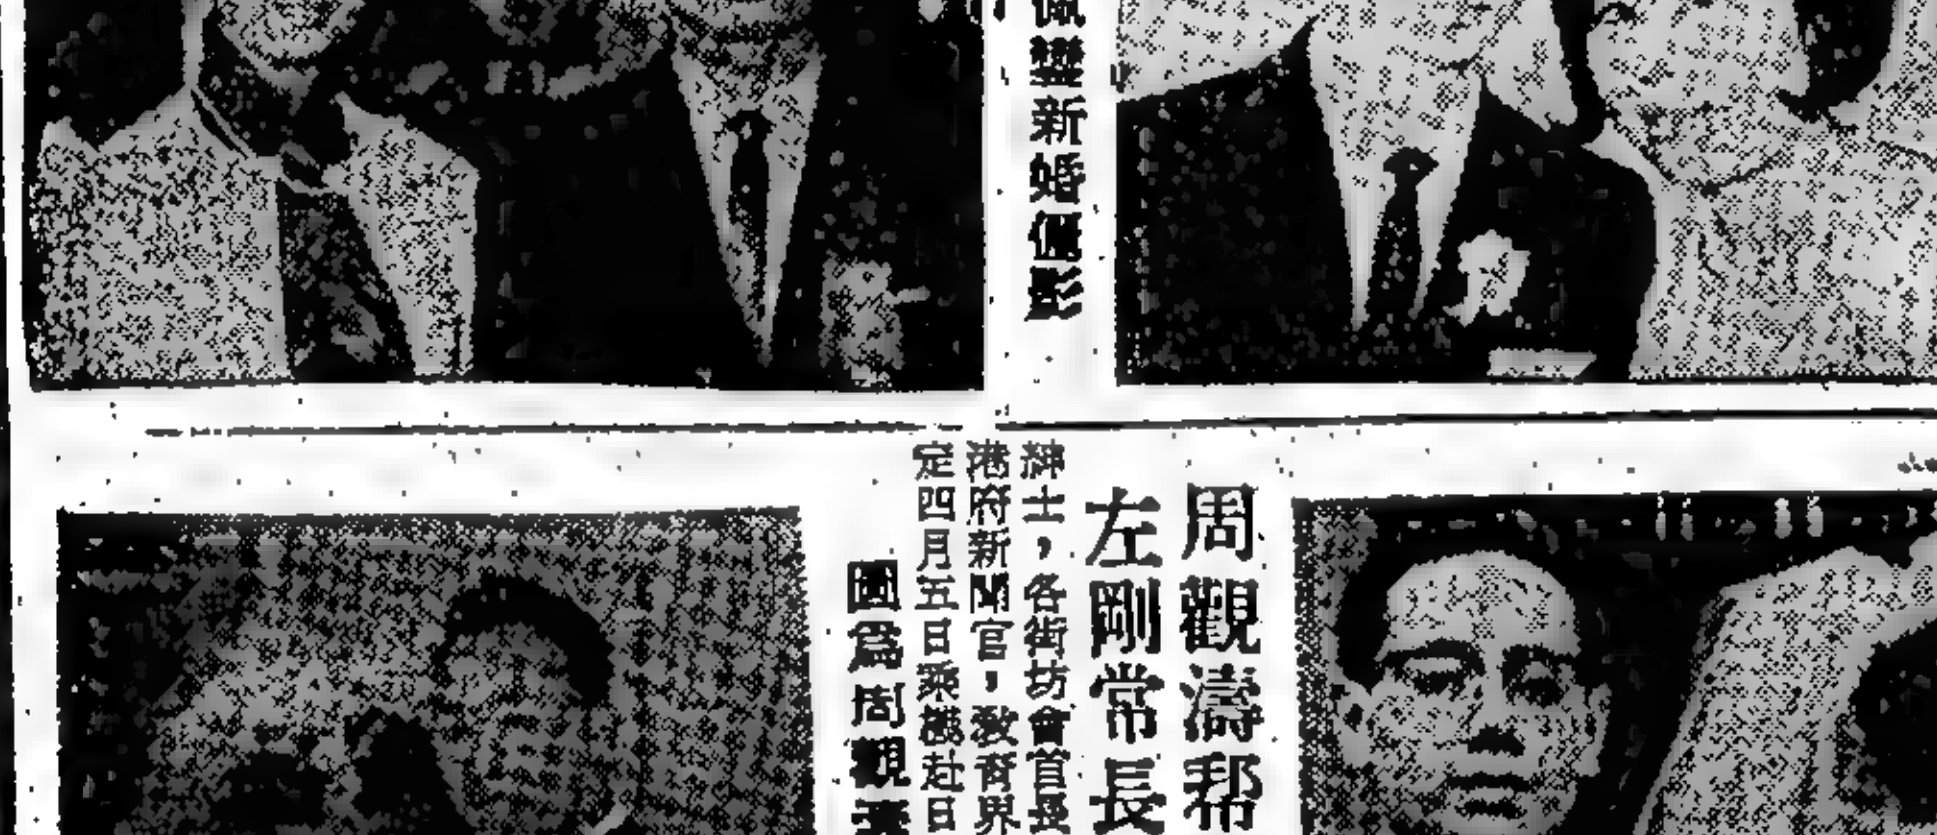 新婚儷影
周觀濤
左剛常長
紳士，各街坊會首長
港府新聞官，教育界
定四月五日乘機赴日
圖爲周觀濤